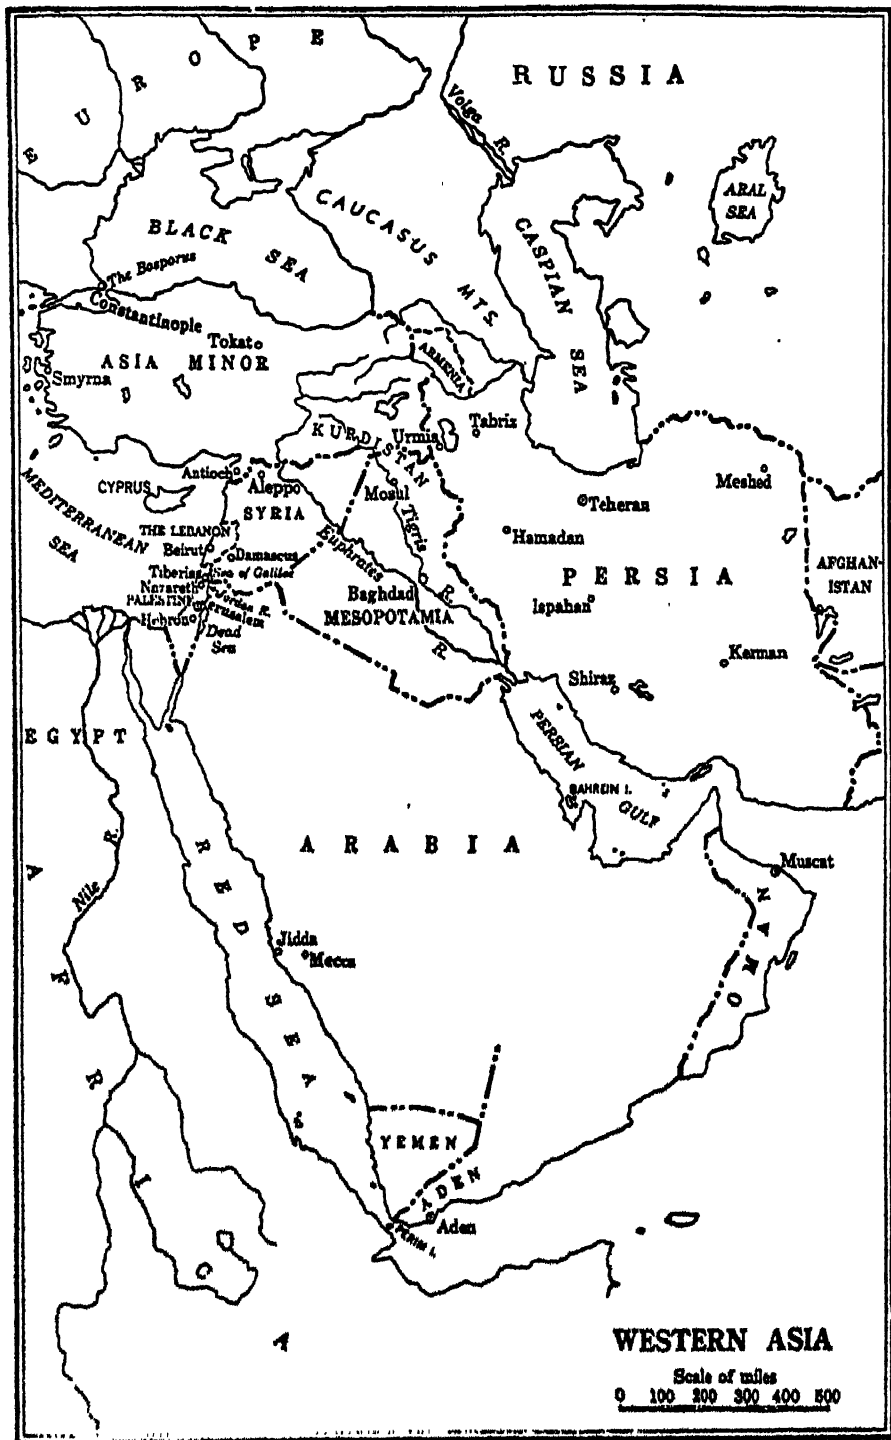 EUROPE
RUSSIA
Volga R.
ARAL
SEA
CAUCASUS MTS.
BLACK SEA
CASPIAN SEA
The Bosporus
Constantinople
Tokat
ASIA MINOR
ARMENIA
Smyrna
Tabriz
KURDISTAN
Urmia
Antioch
Aleppo
Meshed
CYPRUS
Mosul
Teheran
MEDITERRANEAN
SEA
SYRIA
Tigris R.
THE LEBANON
Euphrates R.
Hamadan
Beirut
Damascus
AFGHAN-
ISTAN
Tiberias
Sea of Galilee
PERSIA
Nazareth
Jordan R.
Baghdad
PALESTINE
Jerusalem
MESOPOTAMIA
Ispahan
Hebron
Dead
Sea
Kerman
Shiraz
EGYPT
PERSIAN GULF
BAHREIN I.
ARABIA
Nile R.
RED SEA
Muscat
OMAN
Jidda
Mecca
AFRICA
YEMEN
ADEN
Aden
PERIM I.
WESTERN ASIA
Scale of miles
0 100 200 300 400 500